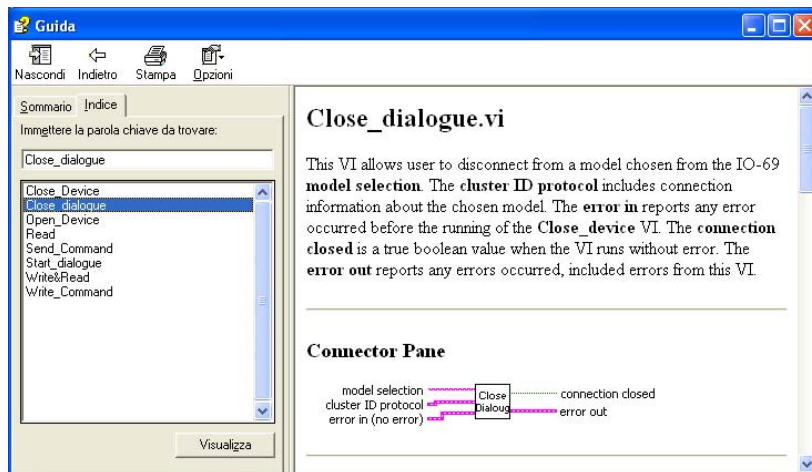 Guida
Nascondi Indietro Stampa Opzioni
Sommario Indice
Immettere la parola chiave da trovare:
Close_dialogue
Close_Device
Close_dialogue
Open_Device
Read
Send_Command
Start_dialogue
Write&Read
Write_Command
Visualizza
Close_dialogue.vi
This VI allows user to disconnect from a model chosen from the IO-69
model selection. The cluster ID protocol includes connection
information about the chosen model. The error in reports any error
occurred before the running of the Close_device VI. The connection
closed is a true boolean value when the VI runs without error. The
error out reports any errors occurred, included errors from this VI.
Connector Pane
model selection
cluster ID protocol
error in (no error)
Close
Dialoug
connection closed
error out